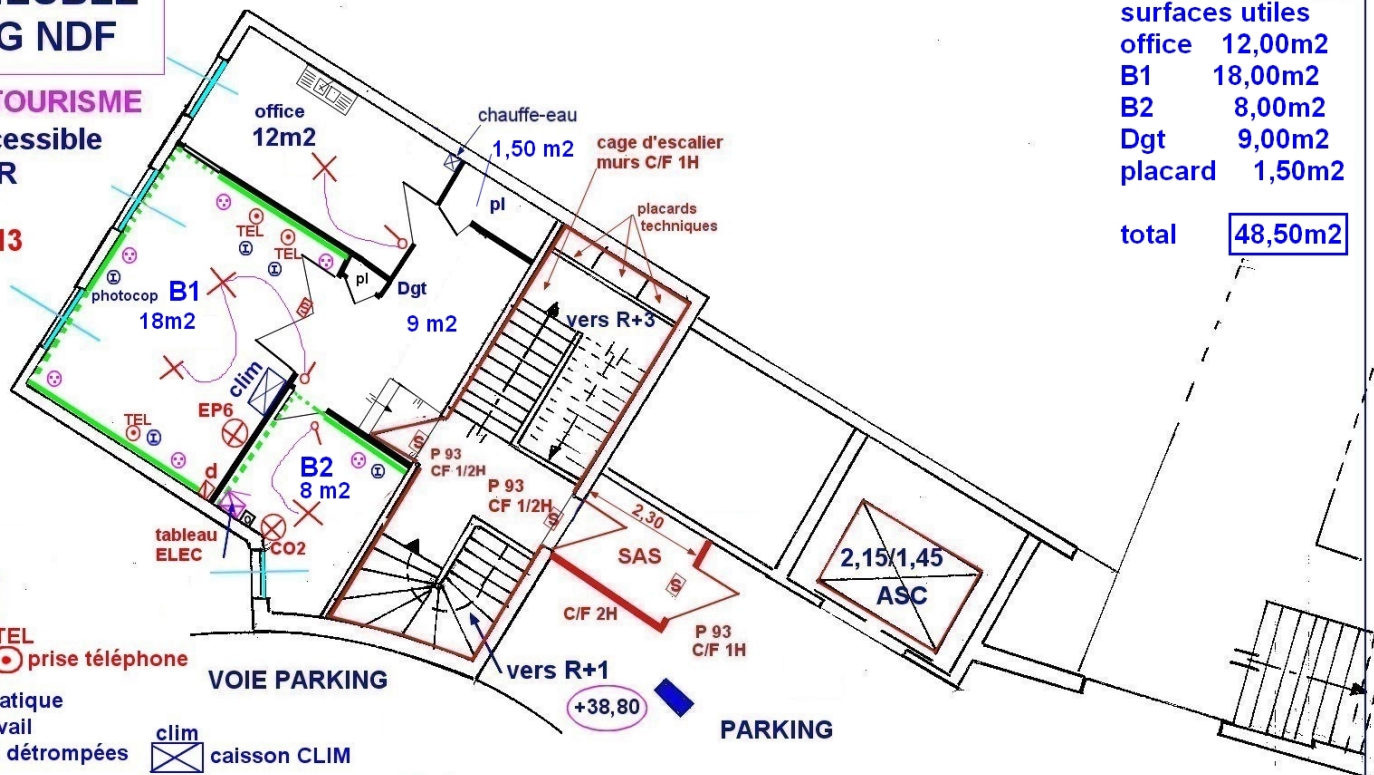 G NDF
TOURISME
cessible
R
13
surfaces utiles
office 12,00m2
B1 18,00m2
B2 8,00m2
Dgt 9,00m2
placard 1,50m2
total 48,50m2
office
12m2
chauffe-eau
1,50 m2
pl
cage d'escalier
murs C/F 1H
placards
techniques
TEL
TEL
photocop
B1
18m2
pl
Dgt
9 m2
S
vers R+3
clim
EP6
TEL
d
B2
8 m2
S
P 93
CF 1/2H
P 93
CF 1/2H
S
2,30
SAS
S
2,15/1,45
ASC
tableau
ELEC
CO2
C/F 2H
P 93
C/F 1H
TEL
prise téléphone
VOIE PARKING
vers R+1
+38,80
PARKING
atique
vail
détrompées
clim
caisson CLIM